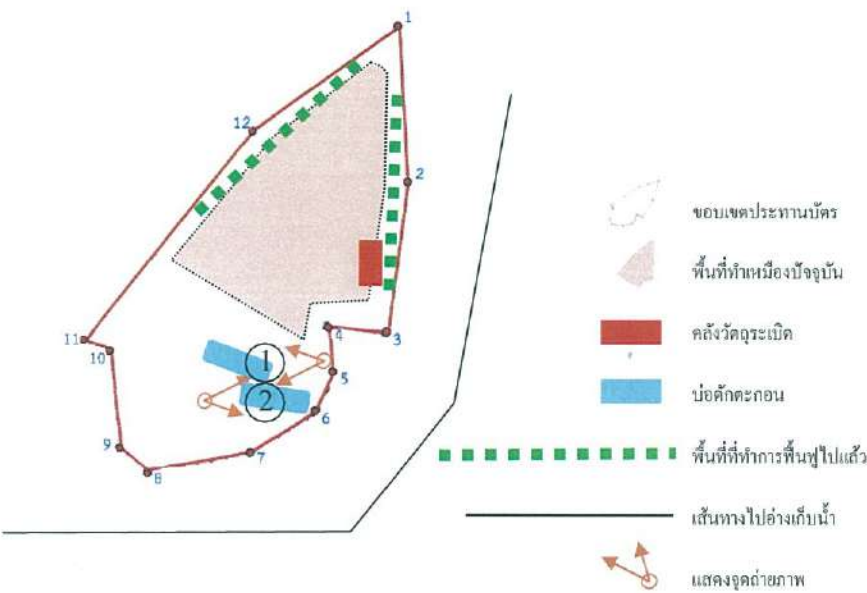 1
12
2
11
10
4
3
1
5
2
6
9
7
8
ขอบเขตประทานบัตร
พื้นที่ทำเหมืองปัจจุบัน
คลังวัตถุระเบิด
บ่อดักตะกอน
พื้นที่ที่ทำการฟื้นฟูไปแล้ว
เส้นทางไปอ่างเก็บน้ำ
แสดงจุดถ่ายภาพ